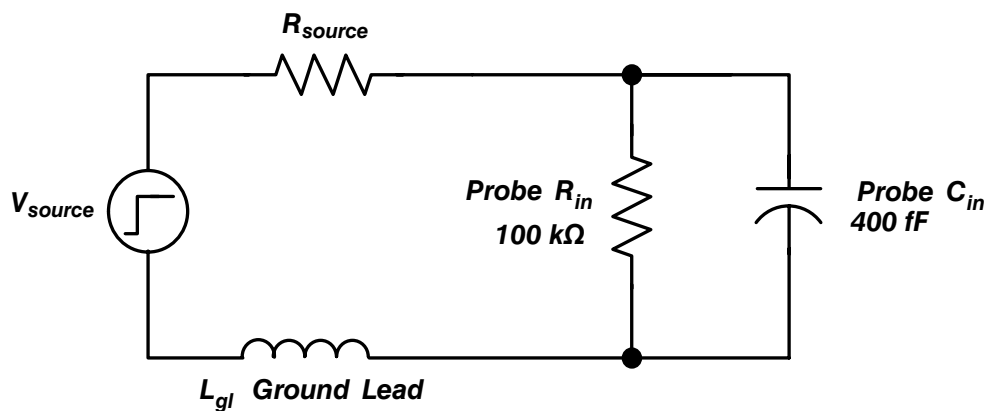 R_source
V_source
Probe R_in
100 kΩ
Probe C_in
400 fF
L_gl Ground Lead